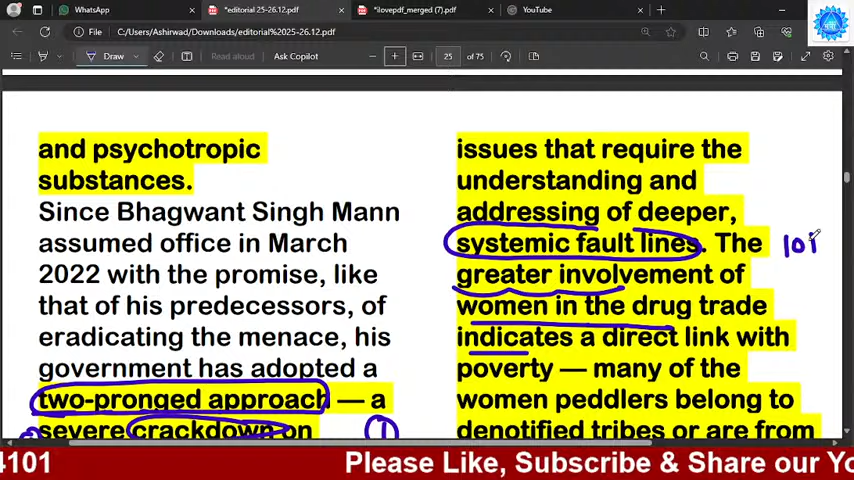 WhatsApp
*editorial 25-26.12.pdf
*ilovepdf_merged (7).pdf
YouTube
File
C:/Users/Ashirwad/Downloads/editorial%2025-26.12.pdf
Draw
Read aloud
Ask Copilot
25
of 75
and psychotropic
substances.
Since Bhagwant Singh Mann
assumed office in March
2022 with the promise, like
that of his predecessors, of
eradicating the menace, his
government has adopted a
two-pronged approach — a
severe crackdown on
1
issues that require the
understanding and
addressing of deeper,
systemic fault lines. The
greater involvement of
women in the drug trade
indicates a direct link with
poverty — many of the
women peddlers belong to
denotified tribes or are from
4101
Please Like, Subscribe & Share our Yo